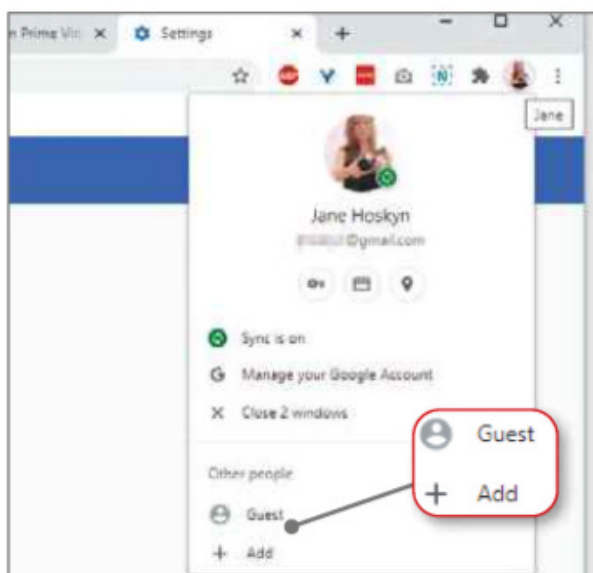 n Prime Vi
Settings
Jane
Jane Hoskyn
@gmail.com
Sync is on
Manage your Google Account
Close 2 windows
Other people
Guest
Add
Guest
Add